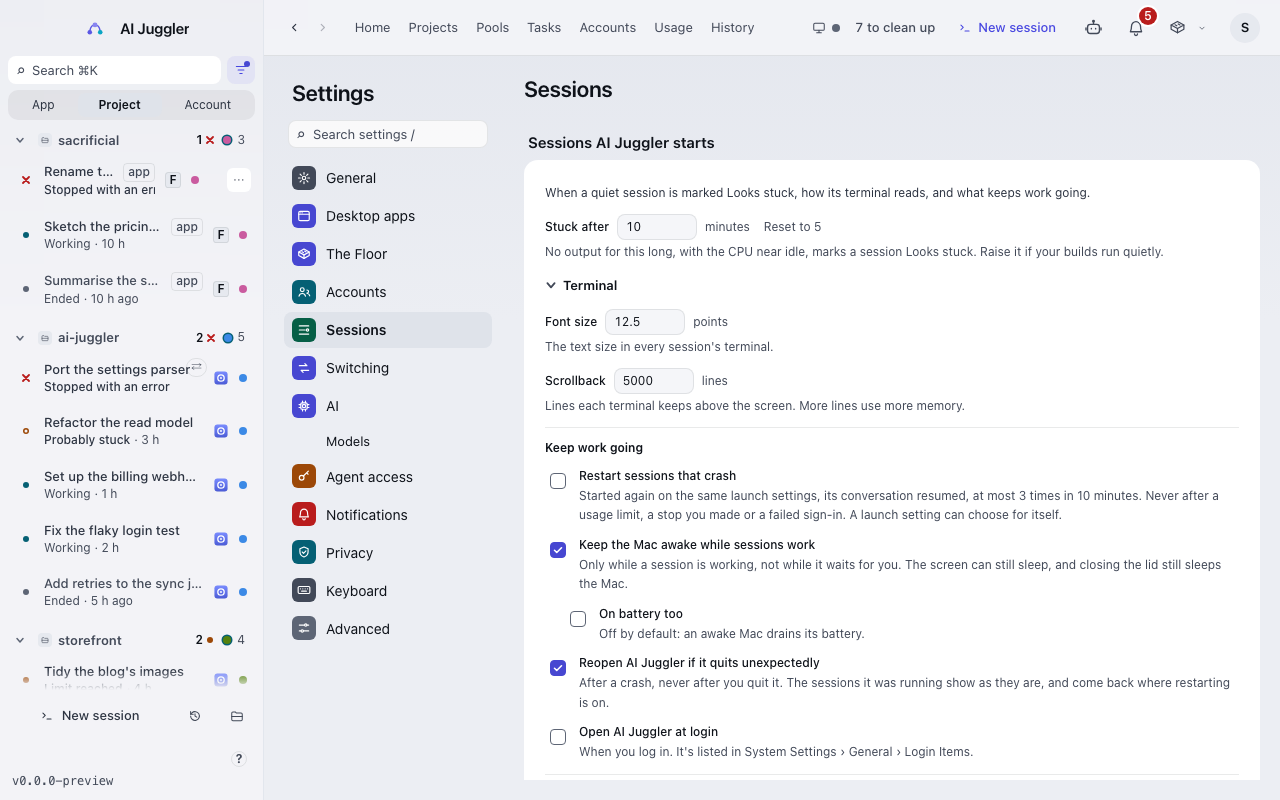 AI Juggler
Search ⌘K
App
Project
Account
sacrificial
1
3
Rename t...
app
F
Stopped with an err
Sketch the pricin...
app
F
Working · 10 h
Summarise the s...
app
F
Ended · 10 h ago
ai-juggler
2
5
Port the settings parser
Stopped with an error
Refactor the read model
Probably stuck · 3 h
Set up the billing webh...
Working · 1 h
Fix the flaky login test
Working · 2 h
Add retries to the sync j...
Ended · 5 h ago
storefront
2
4
Tidy the blog's images
New session
?
v0.0.0-preview
Home
Projects
Pools
Tasks
Accounts
Usage
History
7 to clean up
New session
5
S
Settings
Search settings /
General
Desktop apps
The Floor
Accounts
Sessions
Switching
AI
Models
Agent access
Notifications
Privacy
Keyboard
Advanced
Sessions
Sessions AI Juggler starts
When a quiet session is marked Looks stuck, how its terminal reads, and what keeps work going.
Stuck after 10 minutes Reset to 5
No output for this long, with the CPU near idle, marks a session Looks stuck. Raise it if your builds run quietly.
Terminal
Font size 12.5 points
The text size in every session's terminal.
Scrollback 5000 lines
Lines each terminal keeps above the screen. More lines use more memory.
Keep work going
Restart sessions that crash
Started again on the same launch settings, its conversation resumed, at most 3 times in 10 minutes. Never after a
usage limit, a stop you made or a failed sign-in. A launch setting can choose for itself.
Keep the Mac awake while sessions work
Only while a session is working, not while it waits for you. The screen can still sleep, and closing the lid still sleeps
the Mac.
On battery too
Off by default: an awake Mac drains its battery.
Reopen AI Juggler if it quits unexpectedly
After a crash, never after you quit it. The sessions it was running show as they are, and come back where restarting
is on.
Open AI Juggler at login
When you log in. It's listed in System Settings › General › Login Items.